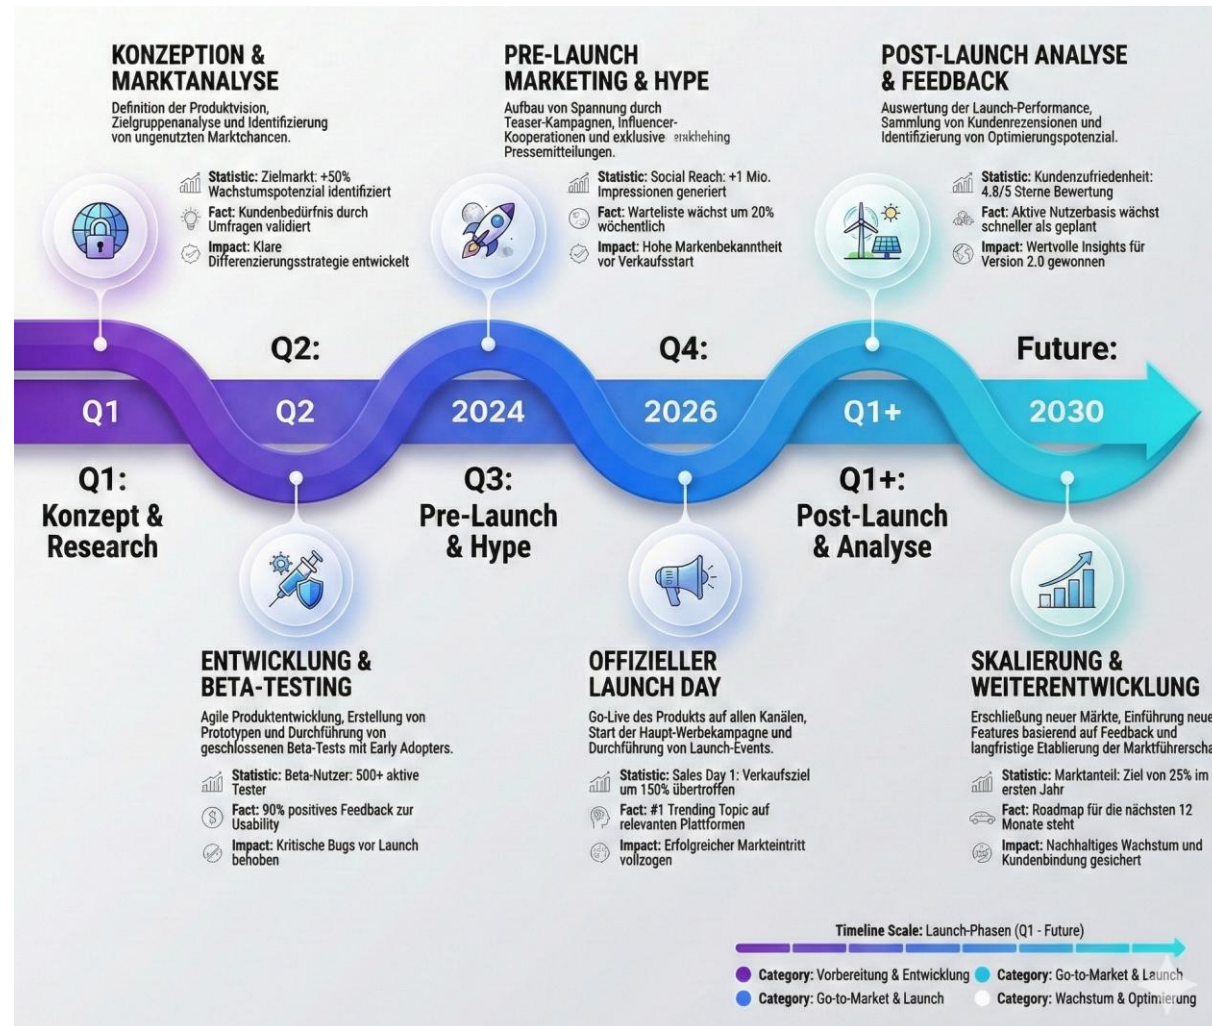 KONZEPTION &
MARKTANALYSE
Definition der Produktvision,
Zielgruppenanalyse und Identifizierung
von ungenutzten Marktchancen.
Statistic: Zielmarkt: +50%
Wachstumspotenzial identifiziert
Fact: Kundenbedürfnis durch
Umfragen validiert
Impact: Klare
Differenzierungsstrategie entwickelt
PRE-LAUNCH
MARKETING & HYPE
Aufbau von Spannung durch
Teaser-Kampagnen, Influencer-
Kooperationen und exklusive
Pressemitteilungen.
Statistic: Social Reach: +1 Mio.
Impressionen generiert
Fact: Warteliste wächst um 20%
wöchentlich
Impact: Hohe Markenbekanntheit
vor Verkaufsstart
POST-LAUNCH ANALYSE
& FEEDBACK
Auswertung der Launch-Performance,
Sammlung von Kundenrezensionen und
Identifizierung von Optimierungspotenzial.
Statistic: Kundenzufriedenheit:
4.8/5 Sterne Bewertung
Fact: Aktive Nutzerbasis wächst
schneller als geplant
Impact: Wertvolle Insights für
Version 2.0 gewonnen
Q2:
Q4:
Future:
Q1
Q2
2024
2026
Q1+
2030
Q1:
Konzept &
Research
Q3:
Pre-Launch
& Hype
Q1+:
Post-Launch
& Analyse
ENTWICKLUNG &
BETA-TESTING
Agile Produktentwicklung, Erstellung von
Prototypen und Durchführung von
geschlossenen Beta-Tests mit Early Adopters.
Statistic: Beta-Nutzer: 500+ aktive
Tester
$
Fact: 90% positives Feedback zur
Usability
Impact: Kritische Bugs vor Launch
behoben
OFFIZIELLER
LAUNCH DAY
Go-Live des Produkts auf allen Kanälen,
Start der Haupt-Werbekampagne und
Durchführung von Launch-Events.
Statistic: Sales Day 1: Verkaufsziel
um 150% übertroffen
Fact: #1 Trending Topic auf
relevanten Plattformen
Impact: Erfolgreicher Markteintritt
vollzogen
SKALIERUNG &
WEITERENTWICKLUNG
Erschließung neuer Märkte, Einführung neue
Features basierend auf Feedback und
langfristige Etablierung der Marktführerscha
Statistic: Marktanteil: Ziel von 25% im
ersten Jahr
Fact: Roadmap für die nächsten 12
Monate steht
Impact: Nachhaltiges Wachstum und
Kundenbindung gesichert
Timeline Scale: Launch-Phasen (Q1 - Future)
Category: Vorbereitung & Entwicklung
Category: Go-to-Market & Launch
Category: Go-to-Market & Launch
Category: Wachstum & Optimierung